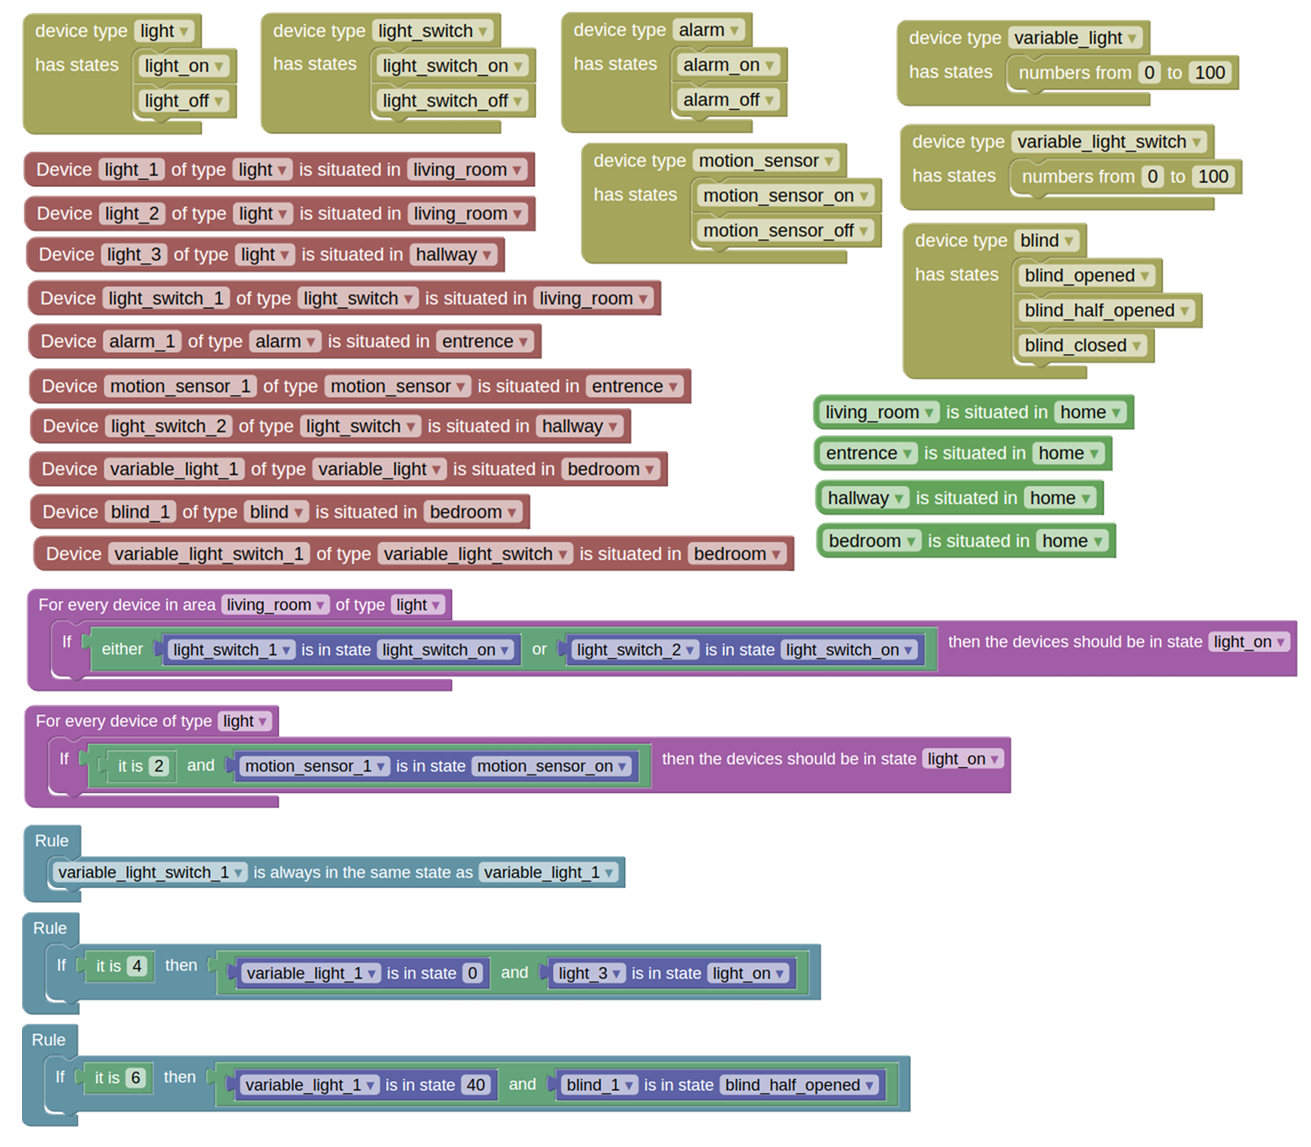 device type light
has states light_on
light_off
device type light_switch
has states light_switch_on
light_switch_off
device type alarm
has states alarm_on
alarm_off
device type variable_light
has states numbers from 0 to 100
device type motion_sensor
has states motion_sensor_on
motion_sensor_off
device type variable_light_switch
has states numbers from 0 to 100
device type blind
has states blind_opened
blind_half_opened
blind_closed
Device light_1 of type light is situated in living_room
Device light_2 of type light is situated in living_room
Device light_3 of type light is situated in hallway
Device light_switch_1 of type light_switch is situated in living_room
Device alarm_1 of type alarm is situated in entrence
Device motion_sensor_1 of type motion_sensor is situated in entrence
Device light_switch_2 of type light_switch is situated in hallway
Device variable_light_1 of type variable_light is situated in bedroom
Device blind_1 of type blind is situated in bedroom
Device variable_light_switch_1 of type variable_light_switch is situated in bedroom
living_room is situated in home
entrence is situated in home
hallway is situated in home
bedroom is situated in home
For every device in area living_room of type light
If either light_switch_1 is in state light_switch_on or light_switch_2 is in state light_switch_on then the devices should be in state light_on
For every device of type light
If it is 2 and motion_sensor_1 is in state motion_sensor_on then the devices should be in state light_on
Rule
variable_light_switch_1 is always in the same state as variable_light_1
Rule
If it is 4 then variable_light_1 is in state 0 and light_3 is in state light_on
Rule
If it is 6 then variable_light_1 is in state 40 and blind_1 is in state blind_half_opened